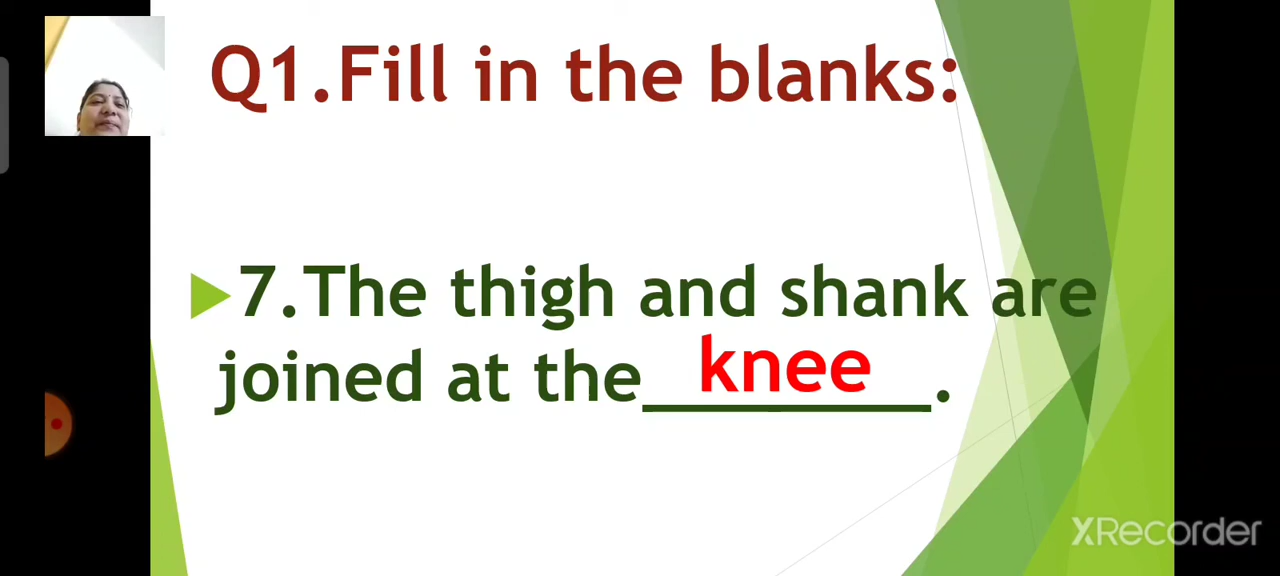 Q1.Fill in the blanks:
7.The thigh and shank are
joined at the knee.
XRecorder